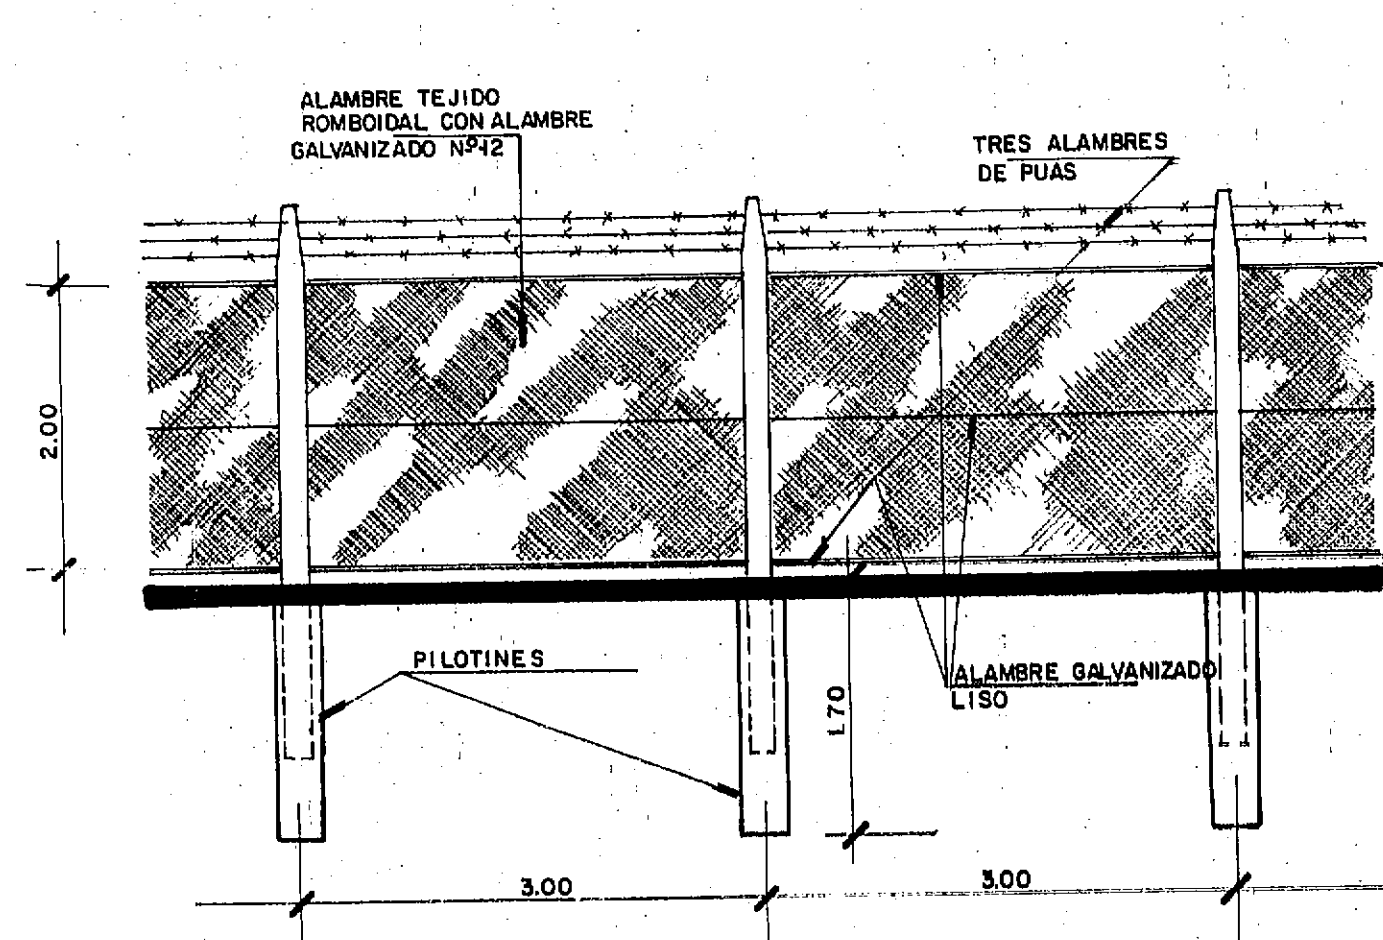 ALAMBRE TEJIDO
ROMBOIDAL CON ALAMBRE
GALVANIZADO Nº12
TRES ALAMBRES
DE PUAS
2.00
PILOTINES
ALAMBRE GALVANIZADO
LISO
1.70
3.00
3.00